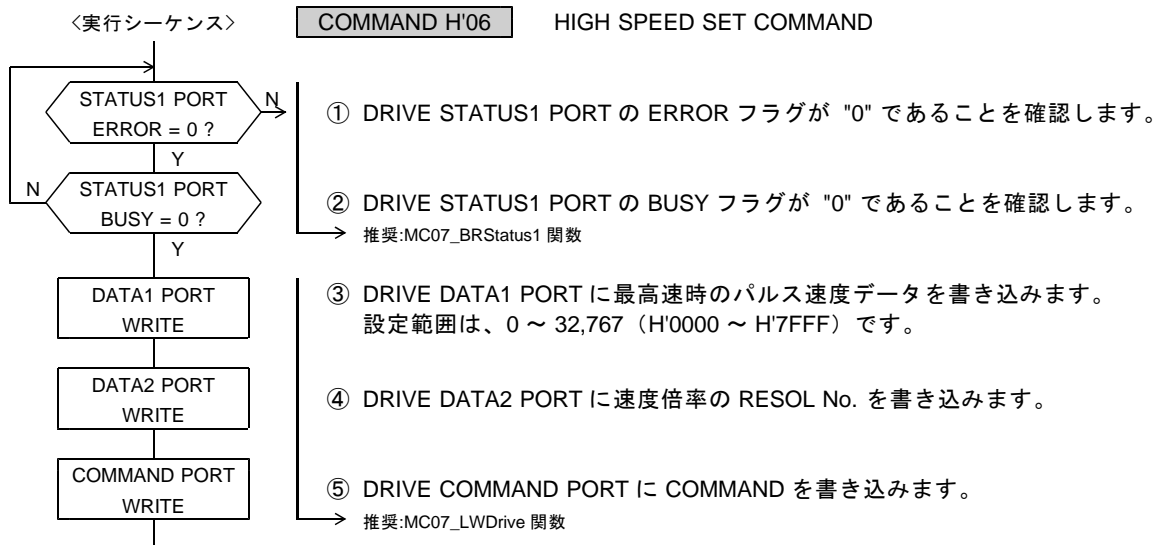 〈実行シーケンス〉
COMMAND H'06 HIGH SPEED SET COMMAND
STATUS1 PORT
ERROR = 0 ?
N
Y
① DRIVE STATUS1 PORT の ERROR フラグが "0" であることを確認します。
STATUS1 PORT
BUSY = 0 ?
N
Y
② DRIVE STATUS1 PORT の BUSY フラグが "0" であることを確認します。
推奨:MC07_BRStatus1 関数
DATA1 PORT
WRITE
③ DRIVE DATA1 PORT に最高速時のパルス速度データを書き込みます。
設定範囲は、0 ～ 32,767（H'0000 ～ H'7FFF）です。
DATA2 PORT
WRITE
④ DRIVE DATA2 PORT に速度倍率の RESOL No. を書き込みます。
COMMAND PORT
WRITE
⑤ DRIVE COMMAND PORT に COMMAND を書き込みます。
推奨:MC07_LWDrive 関数